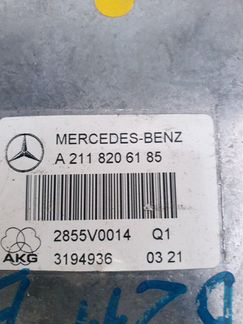 MERCEDES-BENZ
A 211 820 61 85
AKG
2855V0014 Q1
3194936 03 21